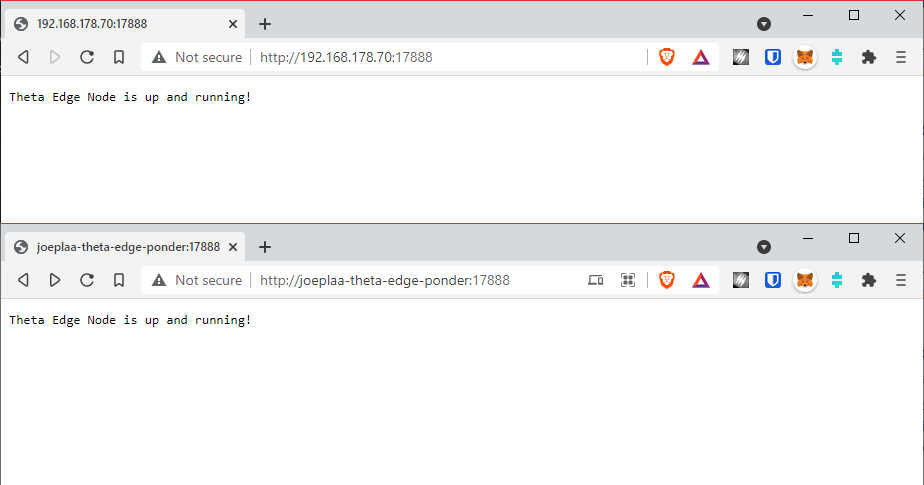 192.168.178.70:17888
Not secure http://192.168.178.70:17888
Theta Edge Node is up and running!
joeplaa-theta-edge-ponder:17888
Not secure http://joeplaa-theta-edge-ponder:17888
Theta Edge Node is up and running!